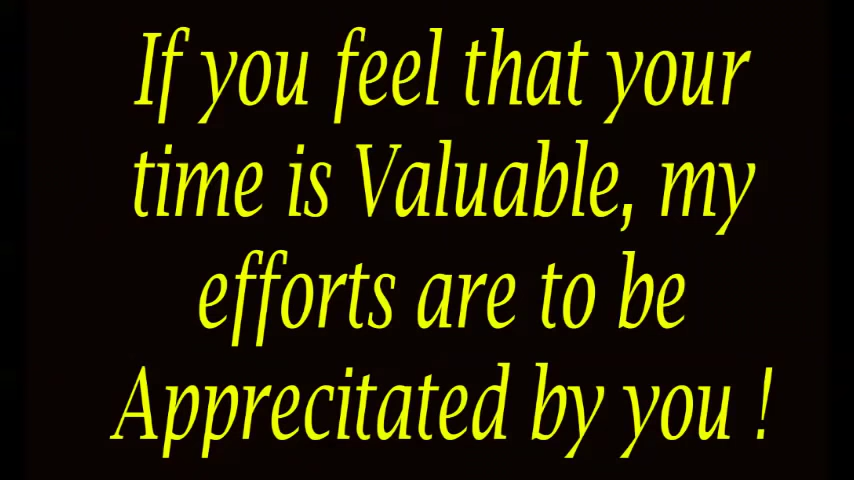 If you feel that your
time is Valuable, my
efforts are to be
Apprecitated by you !